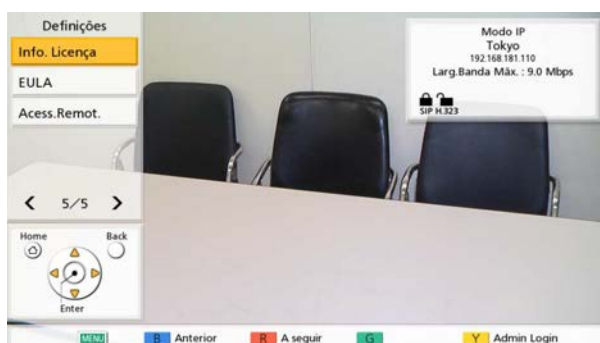 Definições
Info. Licença
EULA
Acess.Remot.
5/5
Home
Back
Enter
Modo IP
Tokyo
192.168.181.110
Larg.Banda Máx. : 9.0 Mbps
SIP H.323
MENU
B Anterior
R A seguir
G
Y Admin Login